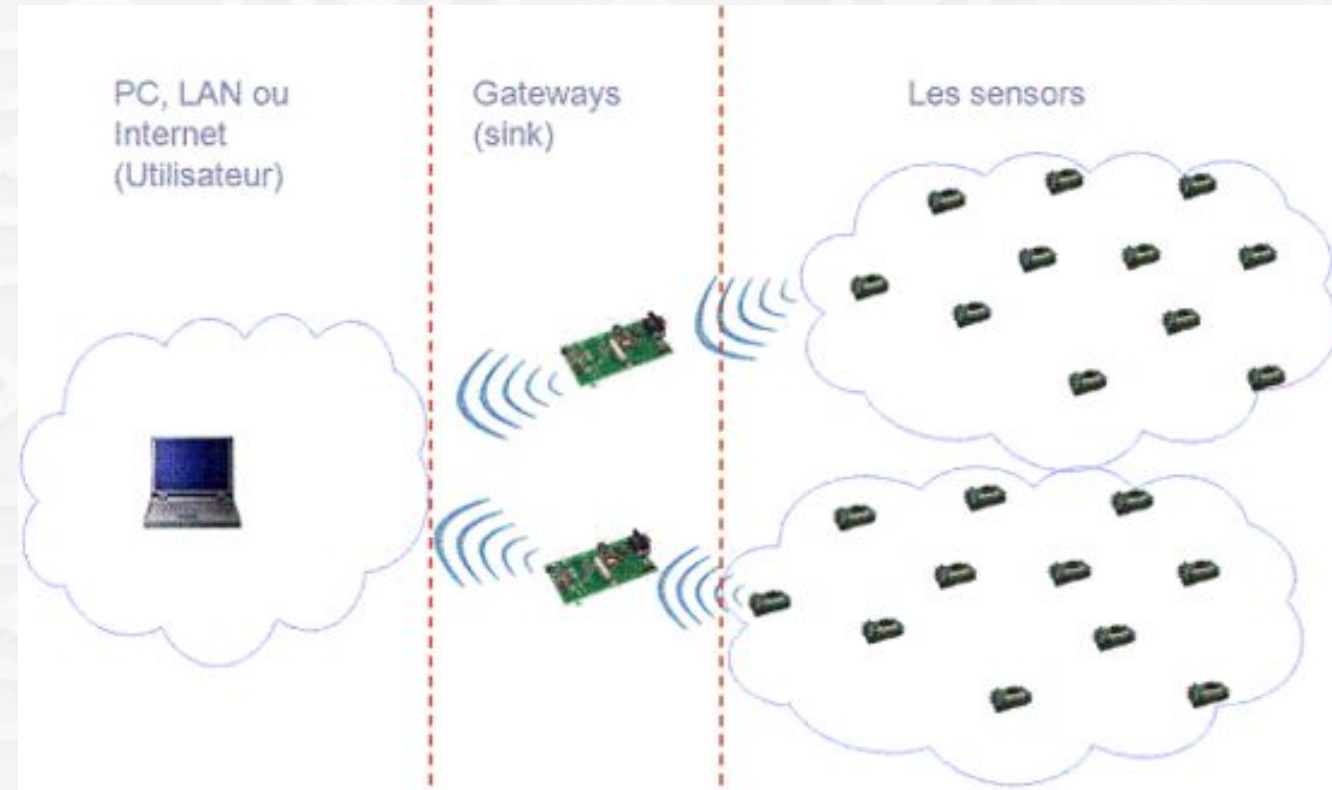 PC, LAN ou
Internet
(Utilisateur)
Gateways
(sink)
Les sensors